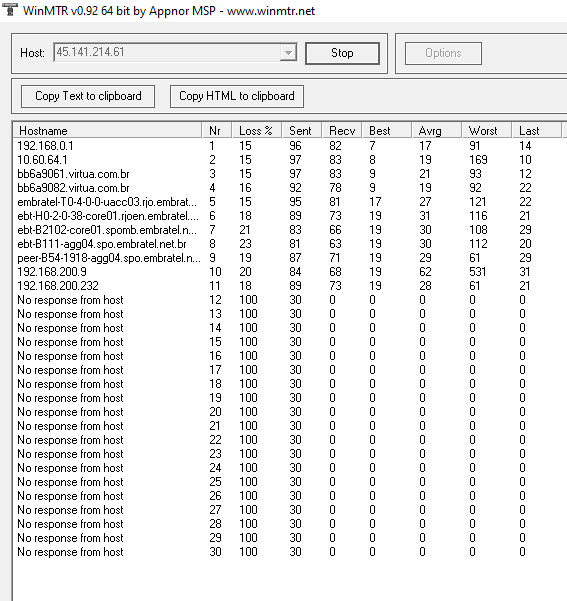 WinMTR v0.92 64 bit by Appnor MSP - www.winmtr.net
Host: 45.141.214.61 Stop Options
Copy Text to clipboard Copy HTML to clipboard
Hostname Nr Loss % Sent Recv Best Avrg Worst Last
192.168.0.1 1 15 96 82 7 17 91 14
10.60.64.1 2 15 97 83 8 19 169 10
bb6a9061.virtua.com.br 3 15 97 83 9 21 93 12
bb6a9082.virtua.com.br 4 16 92 78 9 19 92 22
embratel-T0-4-0-0-uacc03.rjo.embrat... 5 15 95 81 17 27 121 22
ebt-H0-2-0-38-core01.rjoen.embratel.... 6 18 89 73 19 31 116 21
ebt-B2102-core01.spomb.embratel.n... 7 21 83 66 19 30 108 29
ebt-B111-agg04.spo.embratel.net.br 8 23 81 63 19 30 112 20
peer-B54-1918-agg04.spo.embratel.n... 9 19 87 71 19 29 61 29
192.168.200.9 10 20 84 68 19 62 531 31
192.168.200.232 11 18 89 73 19 28 61 21
No response from host 12 100 30 0 0 0 0 0
No response from host 13 100 30 0 0 0 0 0
No response from host 14 100 30 0 0 0 0 0
No response from host 15 100 30 0 0 0 0 0
No response from host 16 100 30 0 0 0 0 0
No response from host 17 100 30 0 0 0 0 0
No response from host 18 100 30 0 0 0 0 0
No response from host 19 100 30 0 0 0 0 0
No response from host 20 100 30 0 0 0 0 0
No response from host 21 100 30 0 0 0 0 0
No response from host 22 100 30 0 0 0 0 0
No response from host 23 100 30 0 0 0 0 0
No response from host 24 100 30 0 0 0 0 0
No response from host 25 100 30 0 0 0 0 0
No response from host 26 100 30 0 0 0 0 0
No response from host 27 100 30 0 0 0 0 0
No response from host 28 100 30 0 0 0 0 0
No response from host 29 100 30 0 0 0 0 0
No response from host 30 100 30 0 0 0 0 0